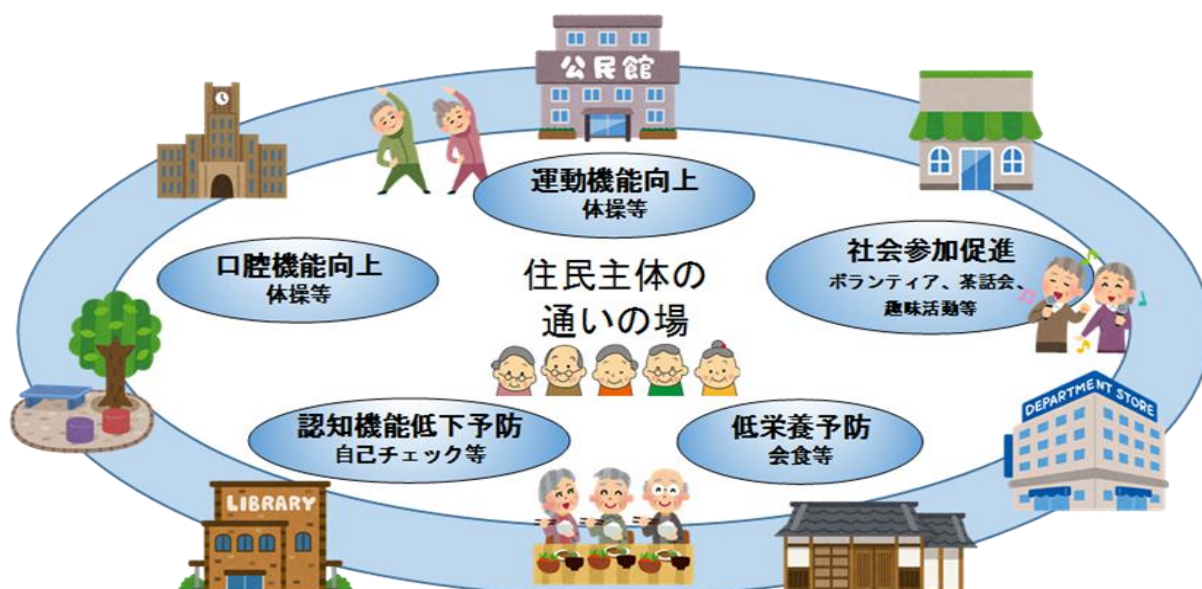 公民館
運動機能向上
体操等
口腔機能向上
体操等
社会参加促進
ボランティア、茶話会、
趣味活動等
住民主体の
通いの場
認知機能低下予防
自己チェック等
低栄養予防
会食等
DEPARTMENT STORE
LIBRARY